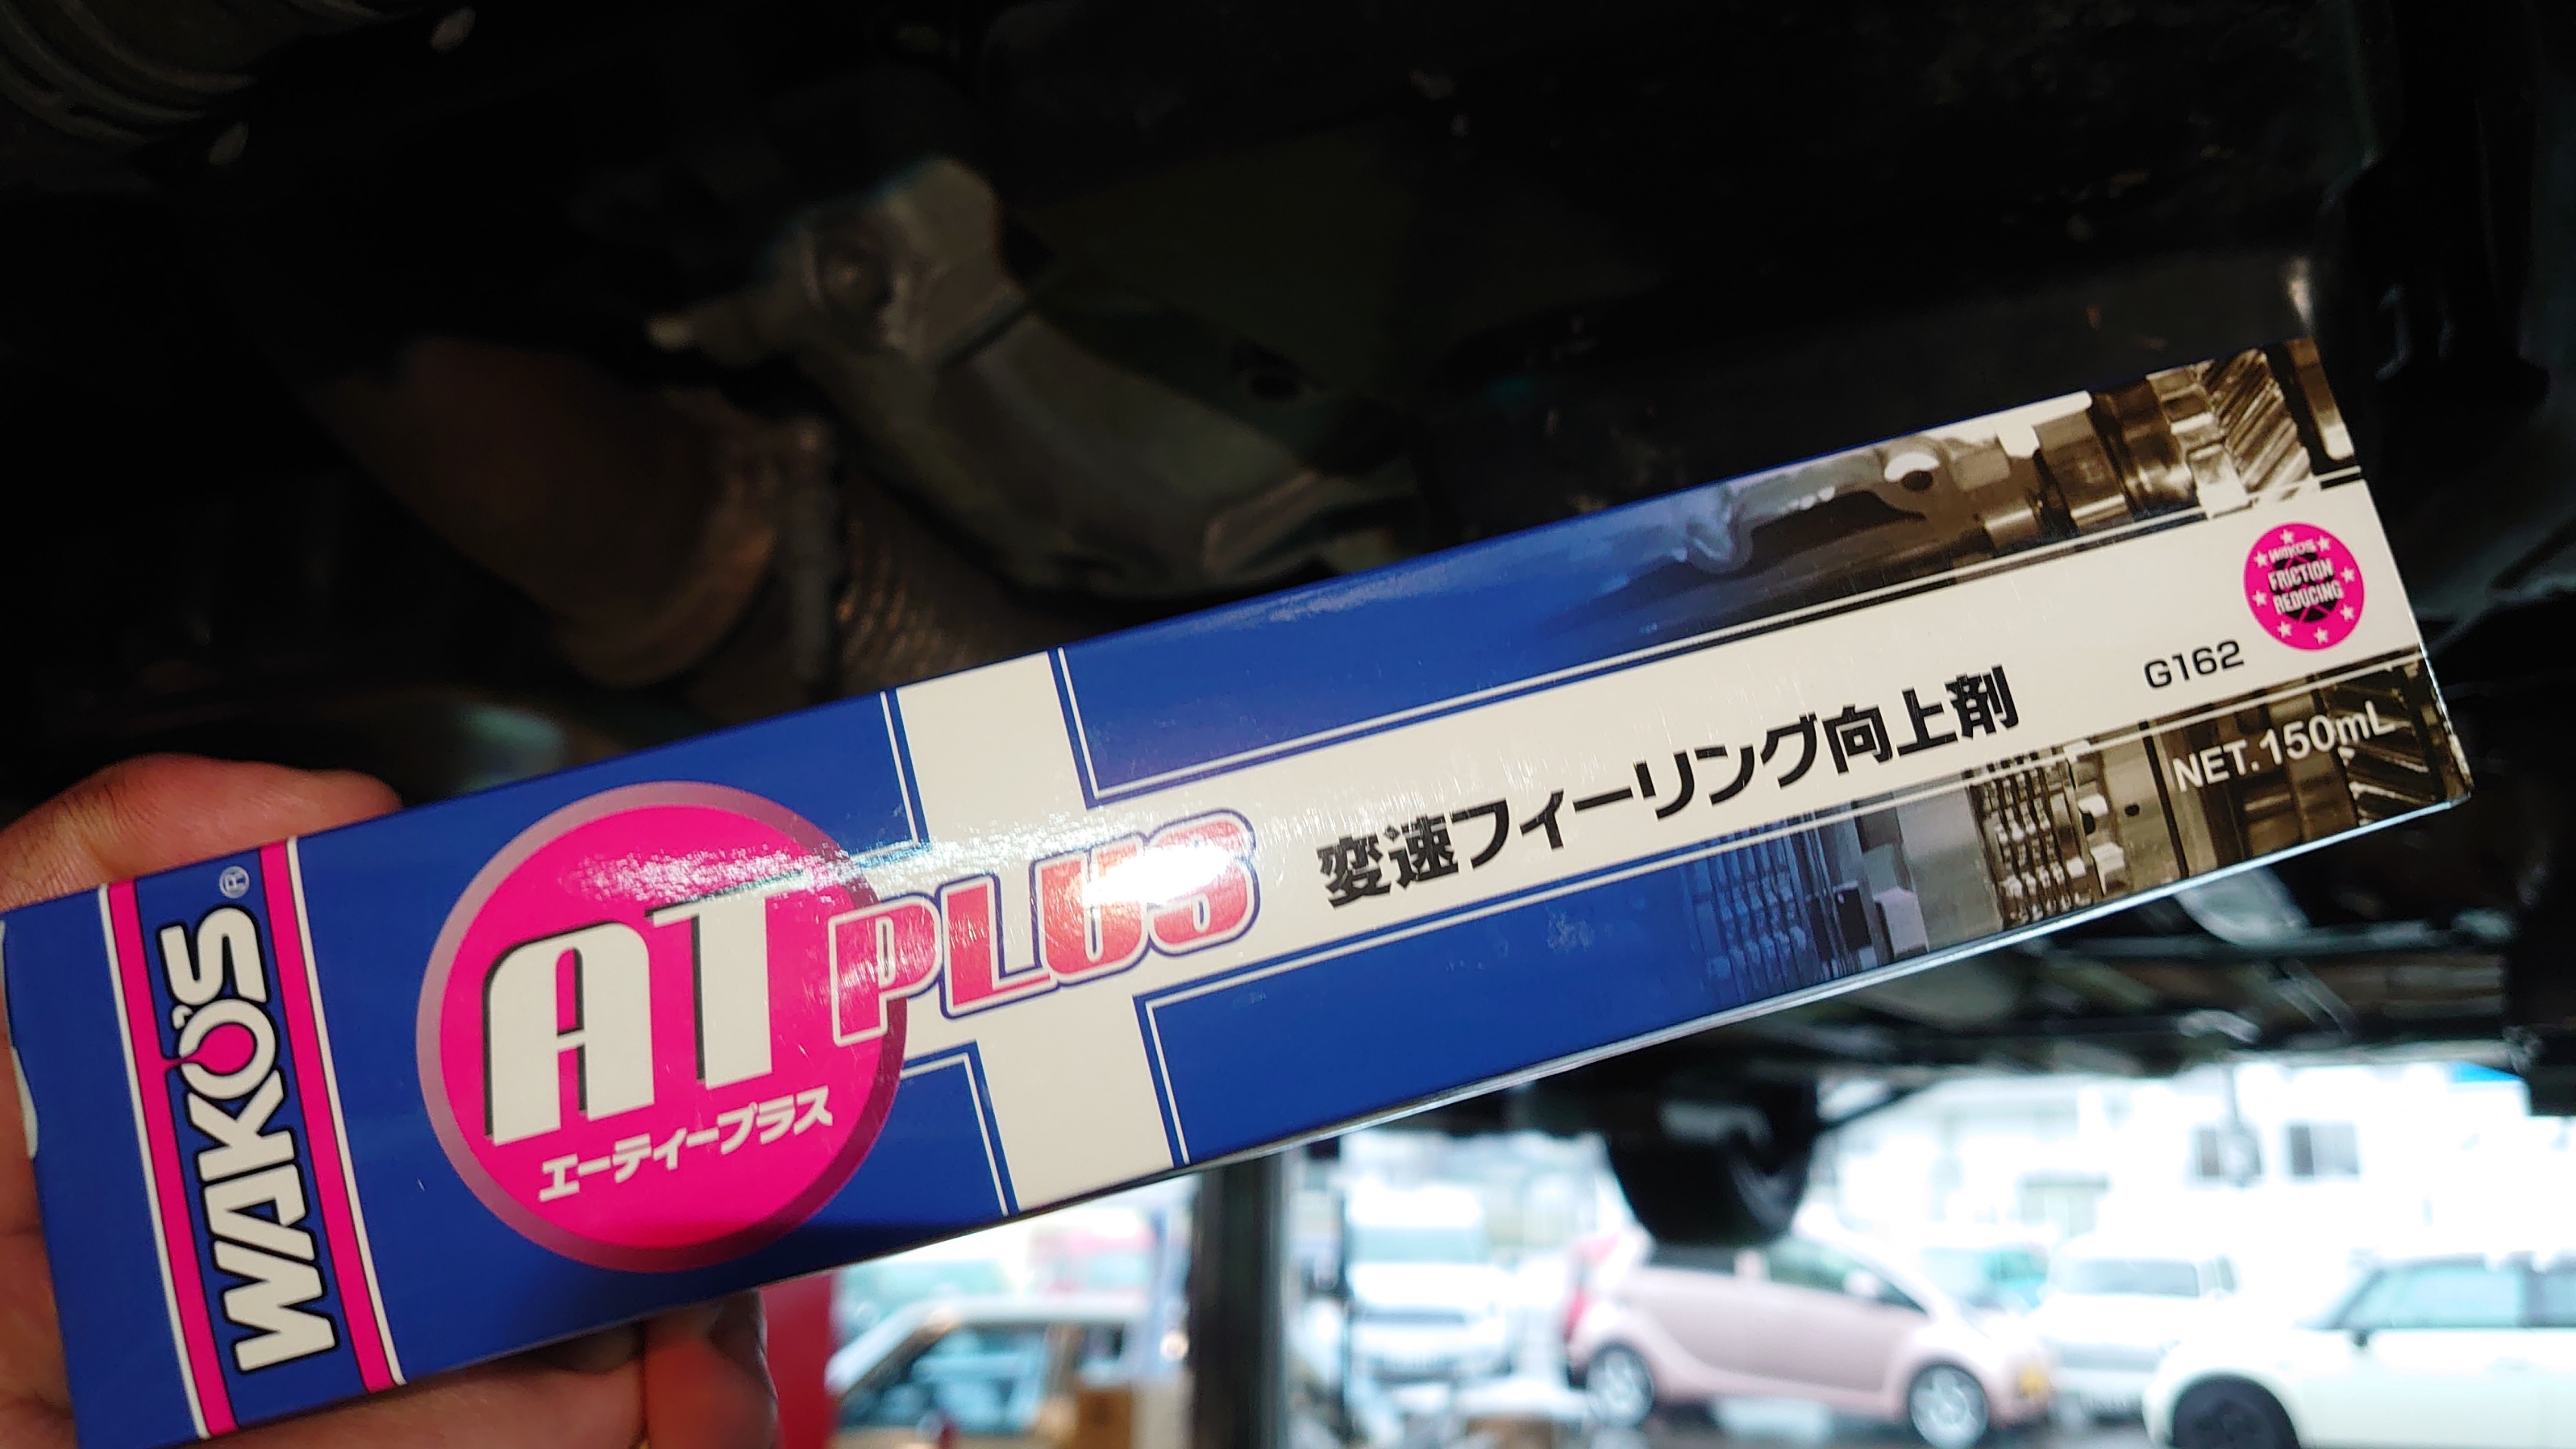 WAKO'S®
AT PLUS
エーティープラス
変速フィーリング向上剤
G162
WAKO'S
FRICTION
REDUCING
NET.150mL